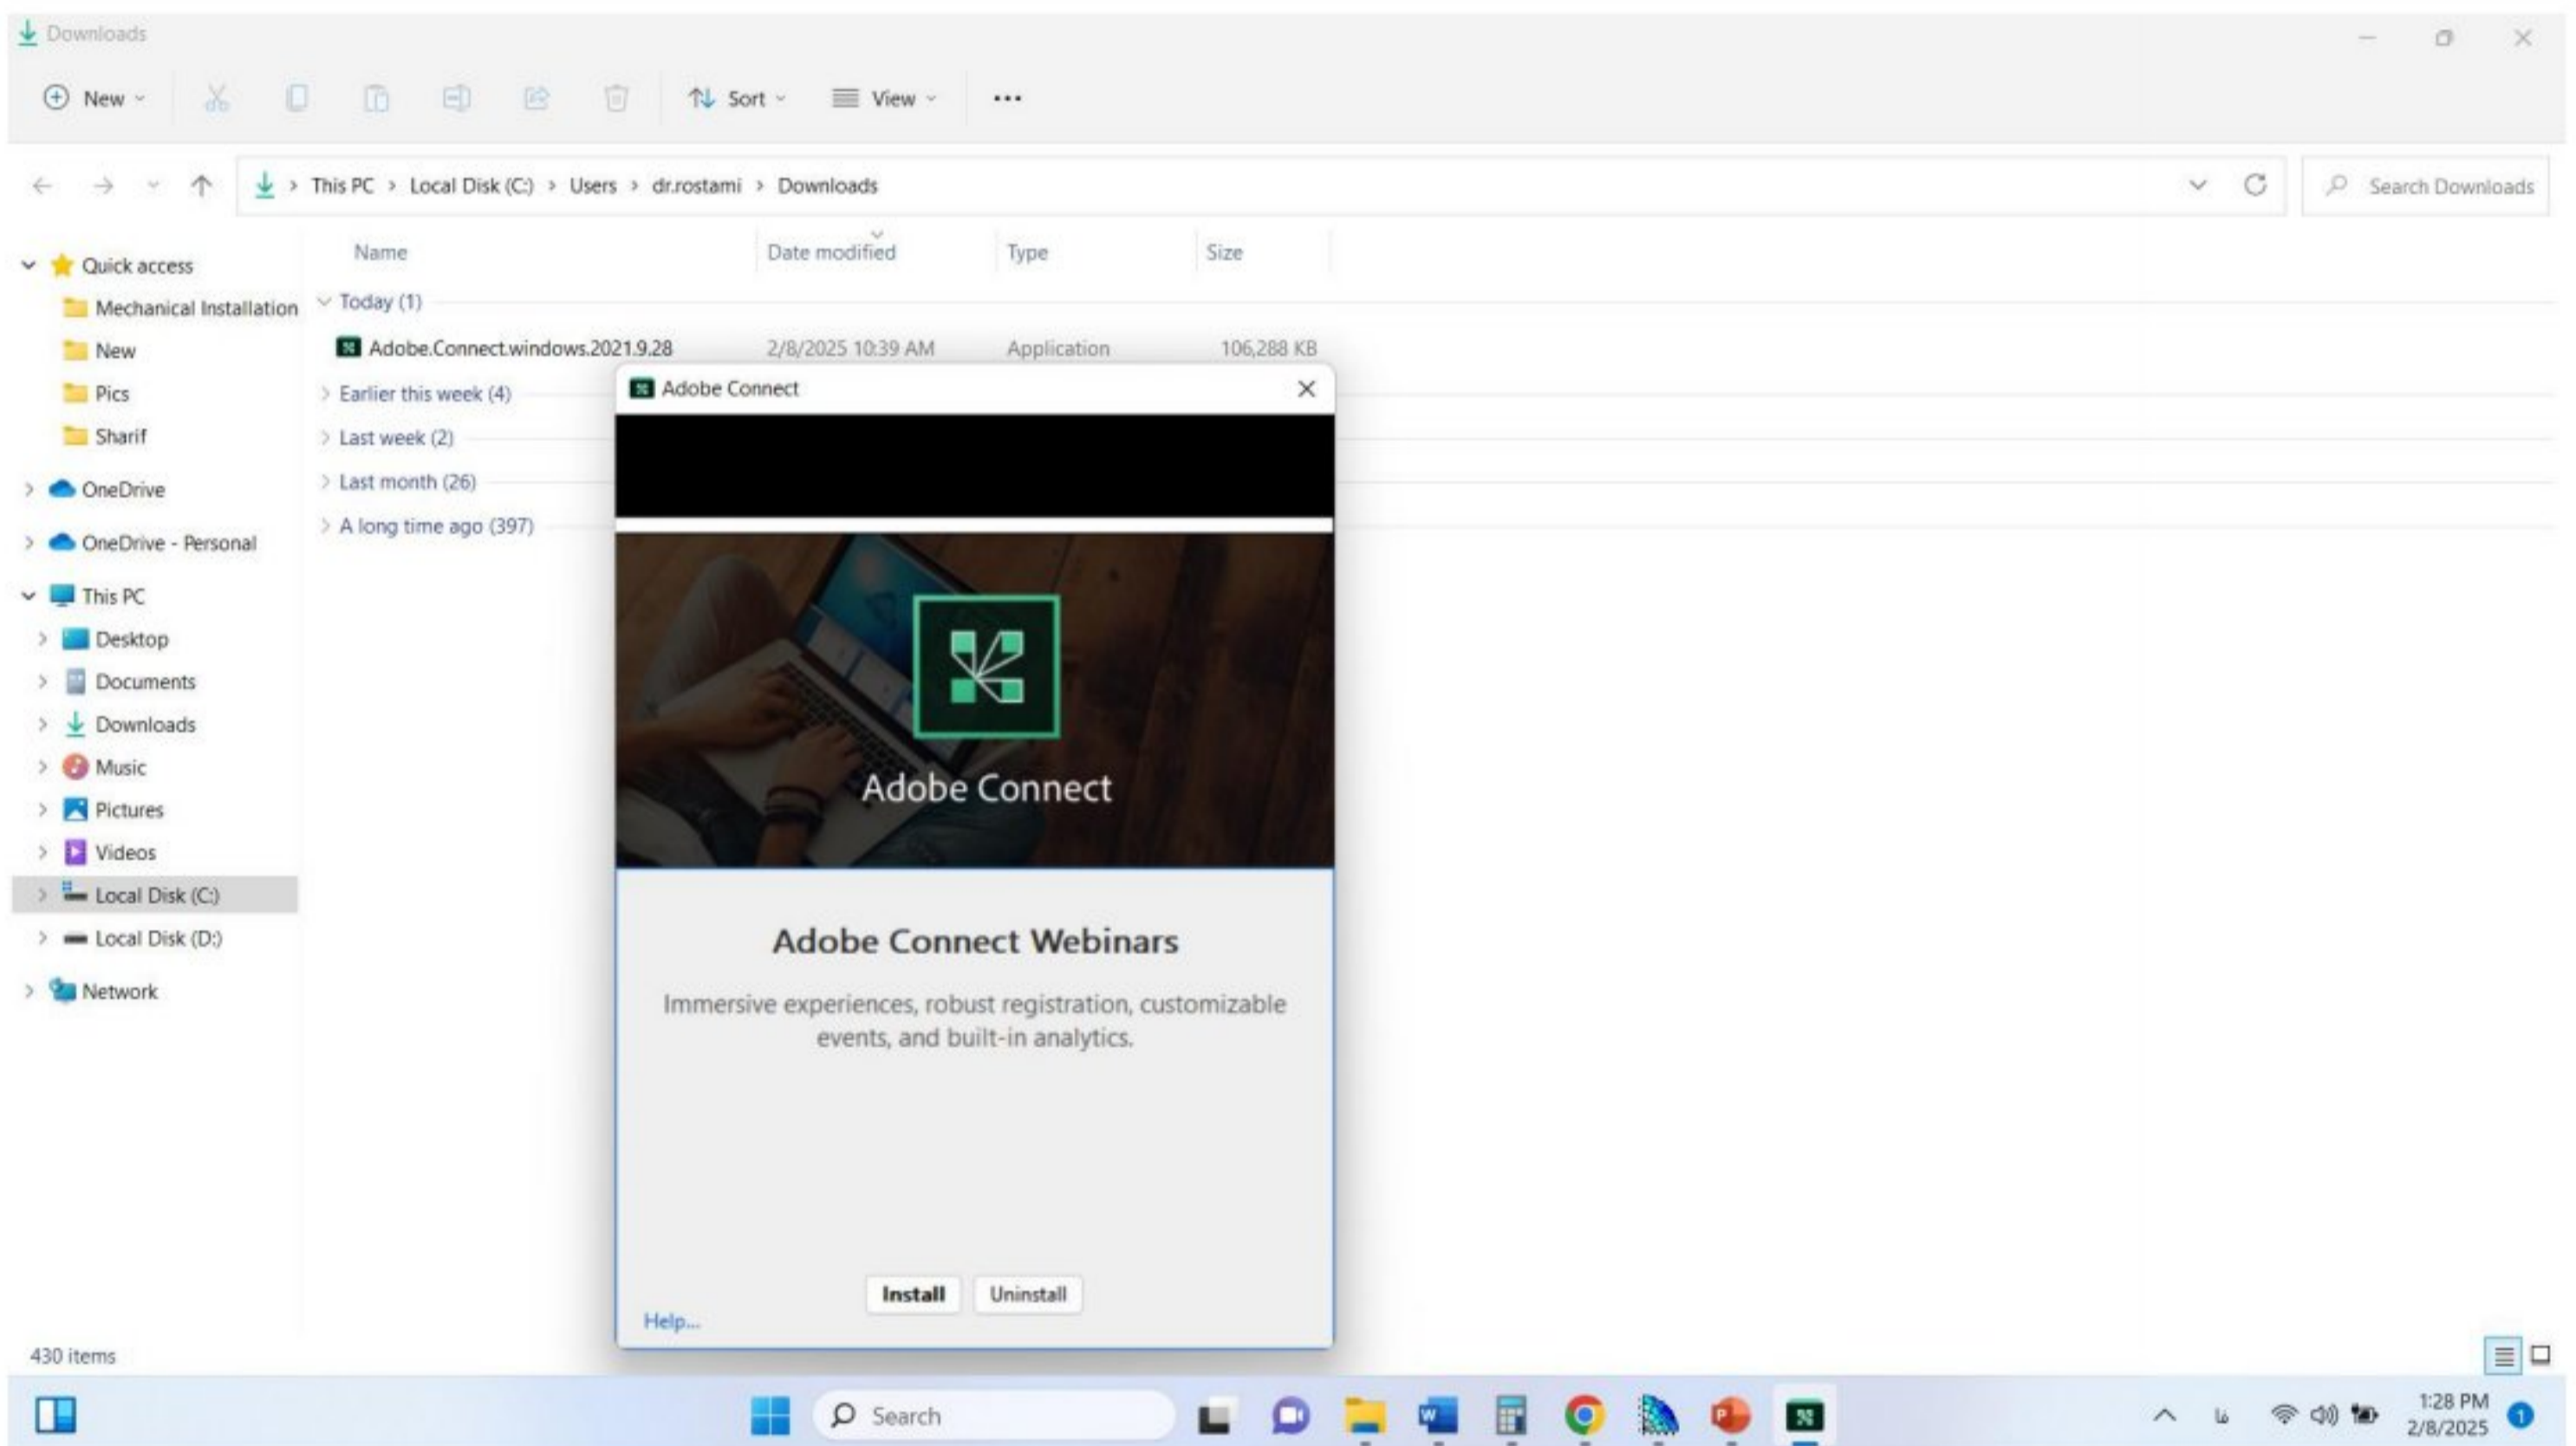 Downloads
New
Sort
View
This PC > Local Disk (C:) > Users > dr.rostami > Downloads
Search Downloads
Name Date modified Type Size
Quick access
Mechanical Installation
New
Pics
Sharif
OneDrive
OneDrive - Personal
This PC
Desktop
Documents
Downloads
Music
Pictures
Videos
Local Disk (C:)
Local Disk (D:)
Network
Today (1)
Adobe.Connect.windows.2021.9.28 2/8/2025 10:39 AM Application 106,288 KB
Earlier this week (4)
Last week (2)
Last month (26)
A long time ago (397)
Adobe Connect
Adobe Connect
Adobe Connect Webinars
Immersive experiences, robust registration, customizable
events, and built-in analytics.
Install Uninstall
Help...
430 items
Search
فا
1:28 PM
2/8/2025
1